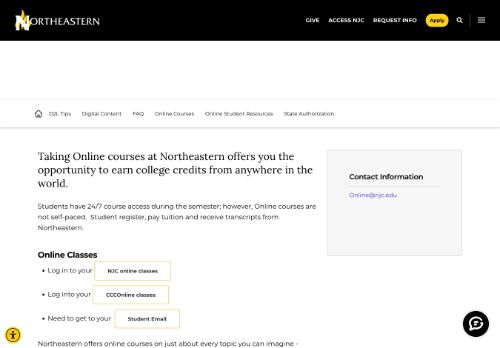 NORTHEASTERN
GIVE ACCESS NJC REQUEST INFO Apply
D2L Tips Digital Content FAQ Online Courses Online Student Resources State Authorization
Taking Online courses at Northeastern offers you the
opportunity to earn college credits from anywhere in the
world.
Students have 24/7 course access during the semester; however, Online courses are
not self-paced. Student register, pay tuition and receive transcripts from
Northeastern.
Online Classes
• Log in to your NJC online classes
• Log into your CCCOnline classes
• Need to get to your Student Email
Northeastern offers online courses on just about every topic you can imagine -
Contact Information
Online@njc.edu